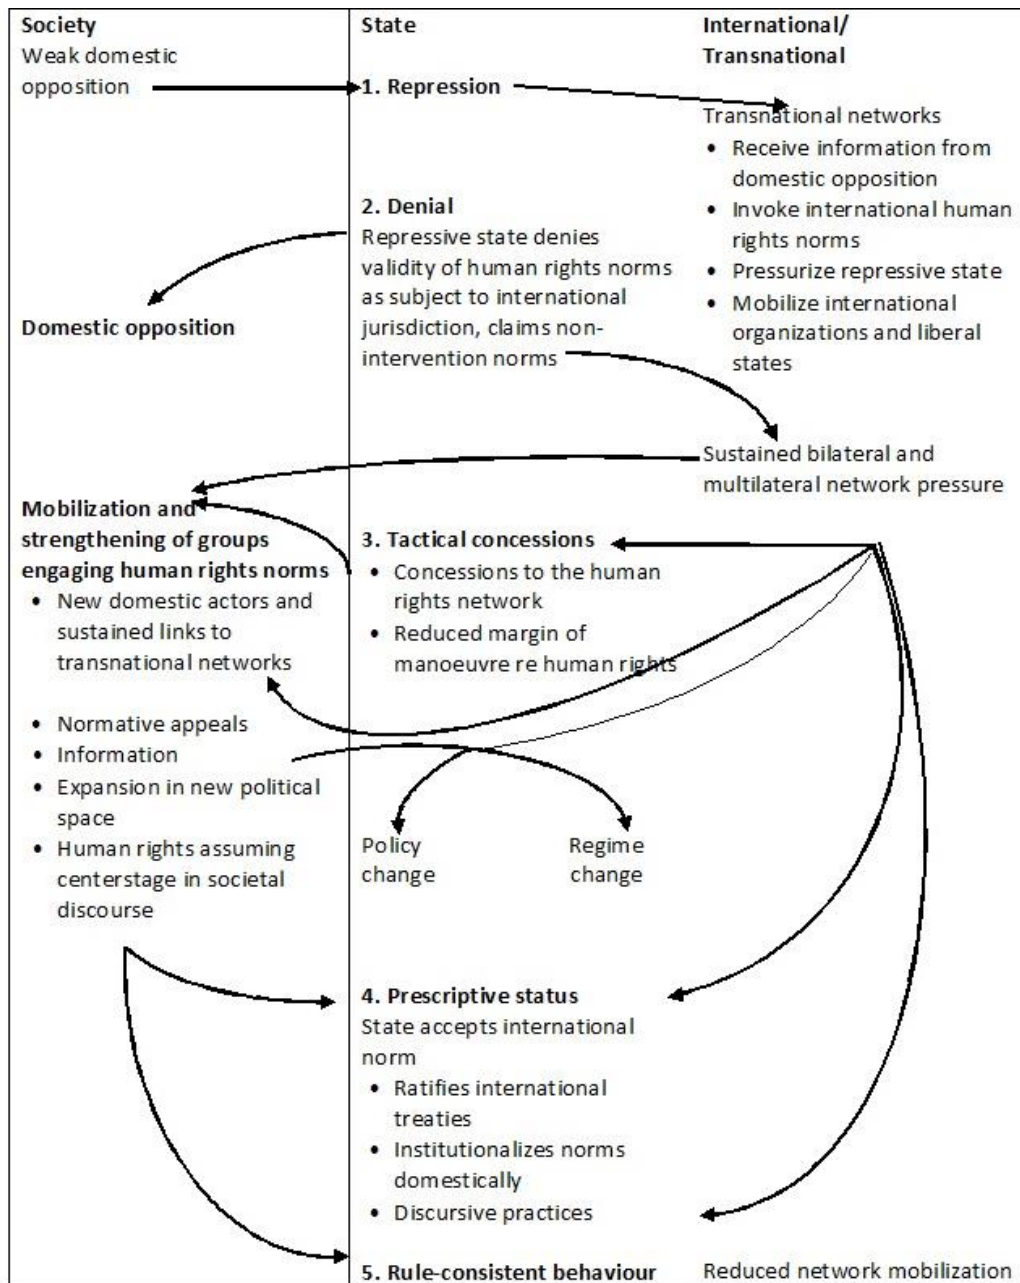 Society
Weak domestic
opposition
State
1. Repression
International/
Transnational
Transnational networks
• Receive information from
domestic opposition
• Invoke international human
rights norms
• Pressurize repressive state
• Mobilize international
organizations and liberal
states
2. Denial
Repressive state denies
validity of human rights norms
as subject to international
jurisdiction, claims non-
intervention norms
Domestic opposition
Sustained bilateral and
multilateral network pressure
Mobilization and
strengthening of groups
engaging human rights norms
• New domestic actors and
sustained links to
transnational networks
• Normative appeals
• Information
• Expansion in new political
space
• Human rights assuming
centerstage in societal
discourse
3. Tactical concessions
• Concessions to the human
rights network
• Reduced margin of
manoeuvre re human rights
Policy
change
Regime
change
4. Prescriptive status
State accepts international
norm
• Ratifies international
treaties
• Institutionalizes norms
domestically
• Discursive practices
5. Rule-consistent behaviour
Reduced network mobilization